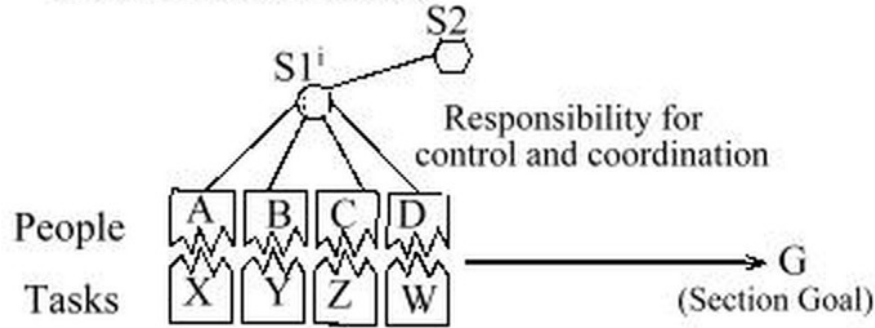 S2
S1ⁱ
Responsibility for
control and coordination
People A B C D
Tasks X Y Z W
G
(Section Goal)